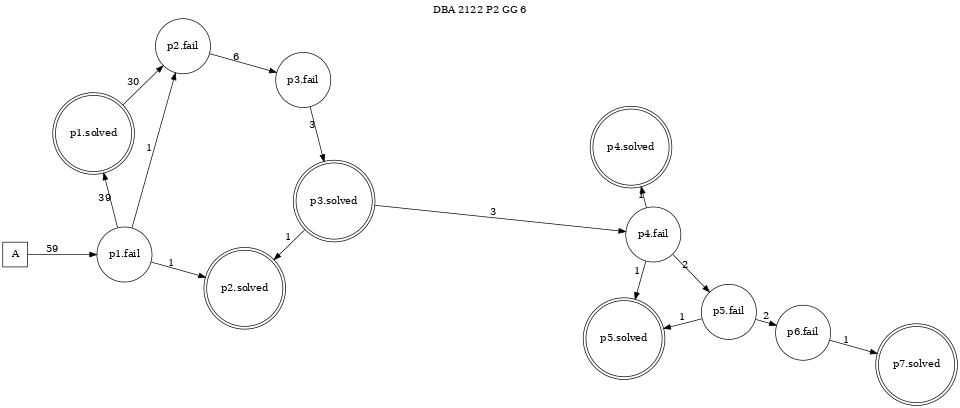 DBA 2122 P2 GG 6
p2.fail
6
p3.fail
30
p1.solved
3
1
p4.solved
39
p3.solved
1
3
p4.fail
A
59
p1.fail
1
1
p2.solved
1
2
p5.fail
1
2
p6.fail
p5.solved
1
p7.solved